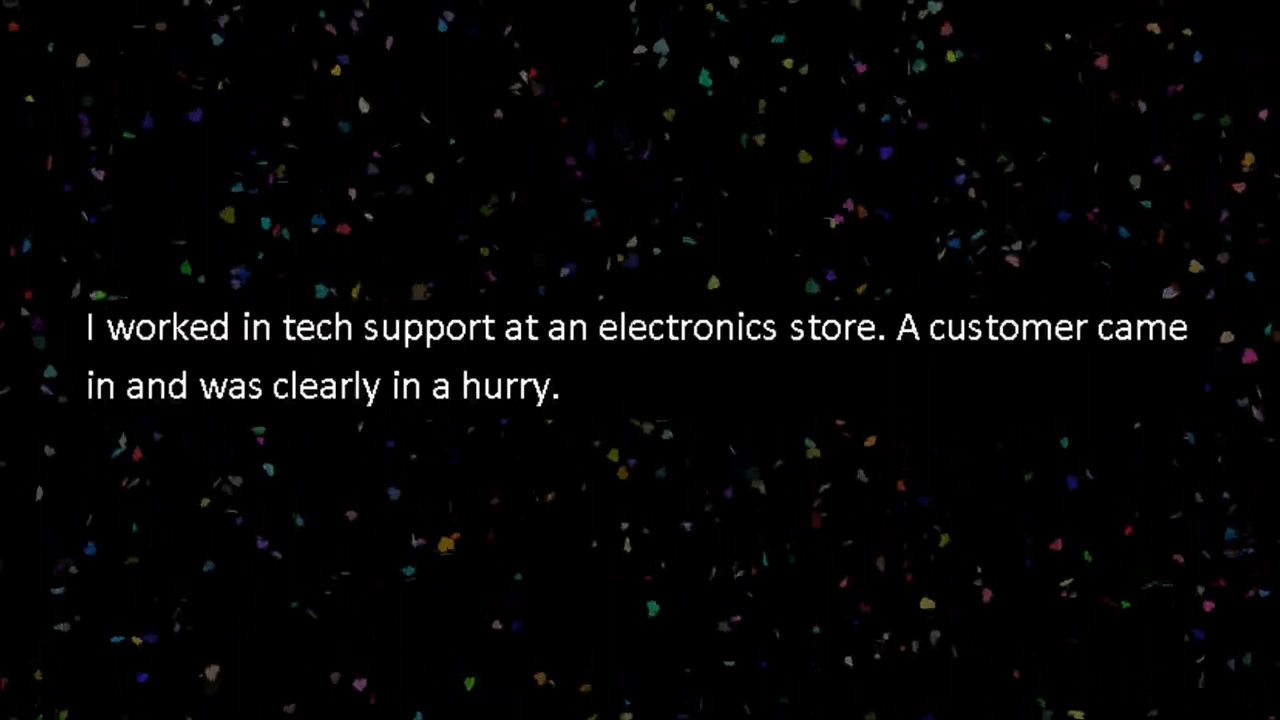 I worked in tech support at an electronics store. A customer came
in and was clearly in a hurry.